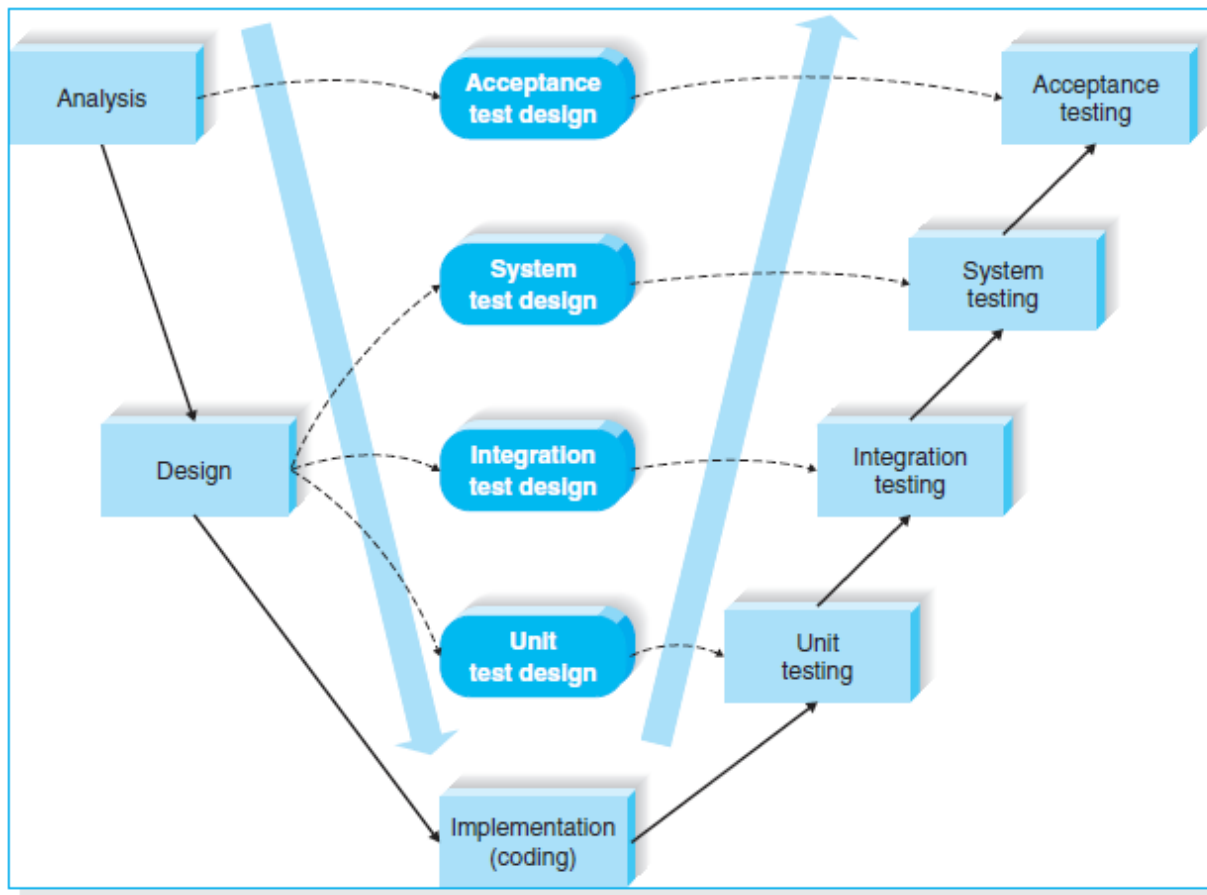 Analysis
Acceptance
test design
Acceptance
testing
System
test design
System
testing
Design
Integration
test design
Integration
testing
Unit
test design
Unit
testing
Implementation
(coding)